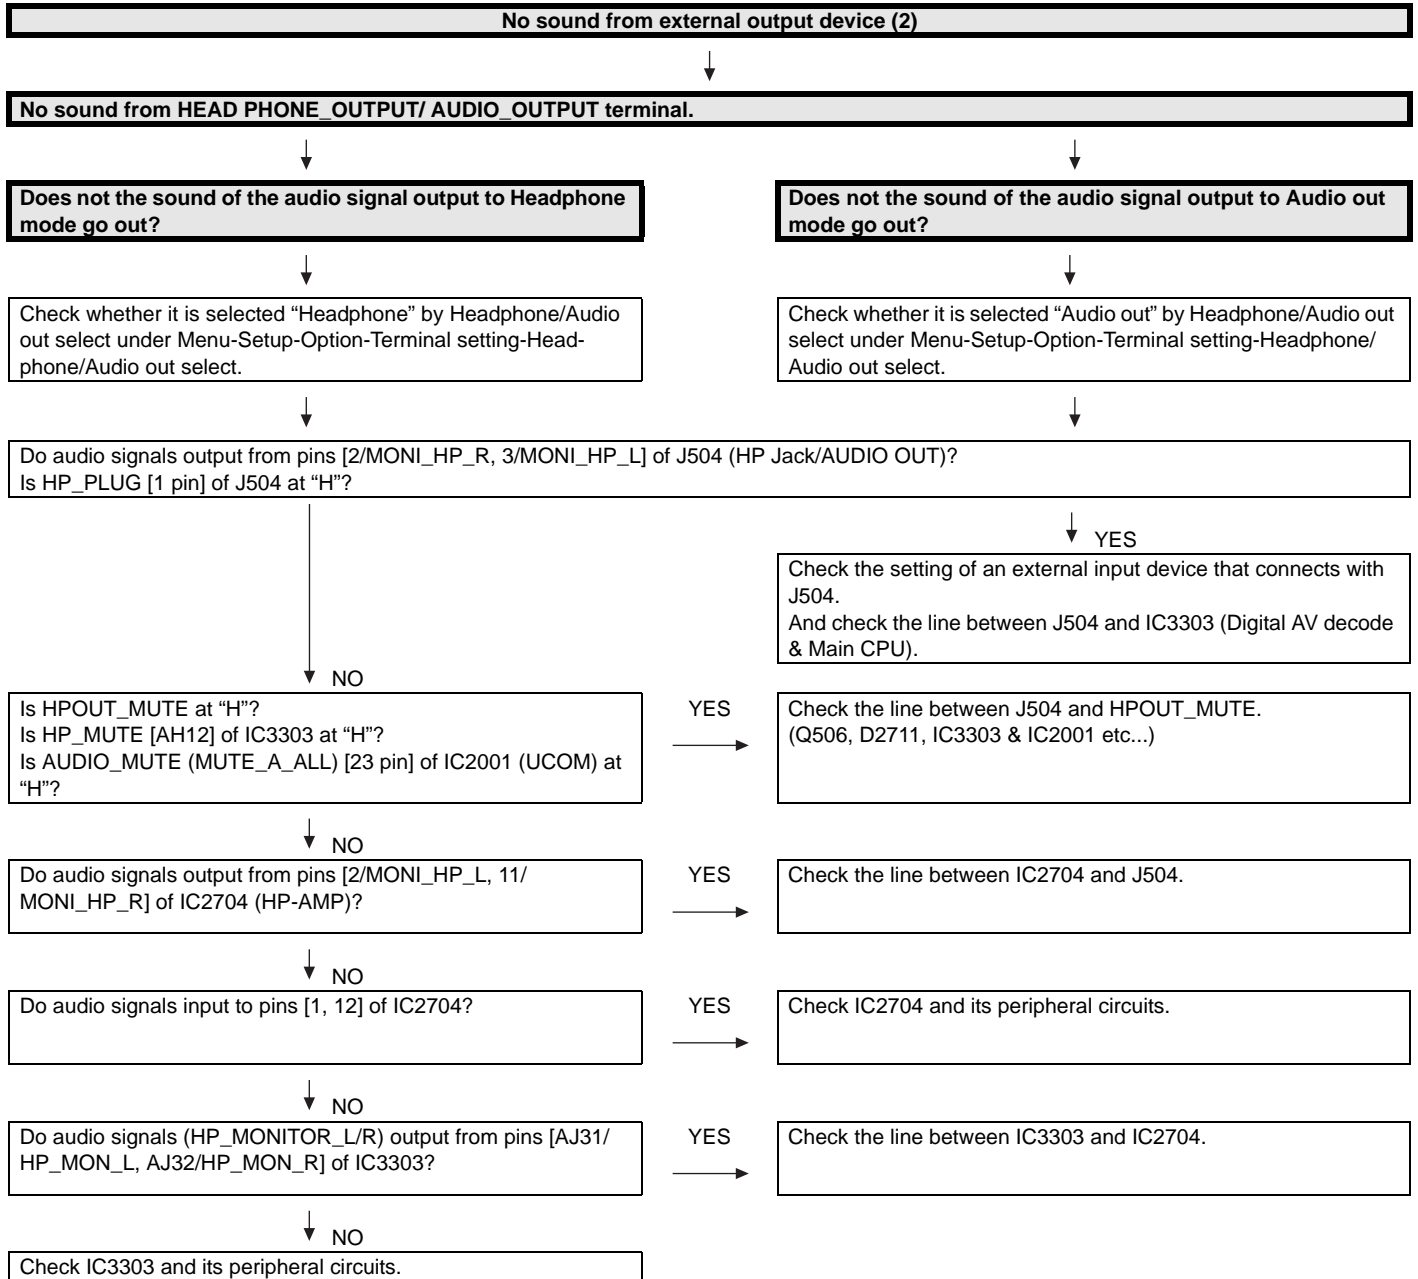 No sound from external output device (2)
No sound from HEAD PHONE_OUTPUT/ AUDIO_OUTPUT terminal.
Does not the sound of the audio signal output to Headphone
mode go out?
Does not the sound of the audio signal output to Audio out
mode go out?
Check whether it is selected “Headphone” by Headphone/Audio
out select under Menu-Setup-Option-Terminal setting-Head-
phone/Audio out select.
Check whether it is selected “Audio out” by Headphone/Audio out
select under Menu-Setup-Option-Terminal setting-Headphone/
Audio out select.
Do audio signals output from pins [2/MONI_HP_R, 3/MONI_HP_L] of J504 (HP Jack/AUDIO OUT)?
Is HP_PLUG [1 pin] of J504 at “H”?
YES
Check the setting of an external input device that connects with
J504.
And check the line between J504 and IC3303 (Digital AV decode
& Main CPU).
NO
Is HPOUT_MUTE at “H”?
Is HP_MUTE [AH12] of IC3303 at “H”?
Is AUDIO_MUTE (MUTE_A_ALL) [23 pin] of IC2001 (UCOM) at
“H”?
YES
Check the line between J504 and HPOUT_MUTE.
(Q506, D2711, IC3303 & IC2001 etc...)
NO
Do audio signals output from pins [2/MONI_HP_L, 11/
MONI_HP_R] of IC2704 (HP-AMP)?
YES
Check the line between IC2704 and J504.
NO
Do audio signals input to pins [1, 12] of IC2704?
YES
Check IC2704 and its peripheral circuits.
NO
Do audio signals (HP_MONITOR_L/R) output from pins [AJ31/
HP_MON_L, AJ32/HP_MON_R] of IC3303?
YES
Check the line between IC3303 and IC2704.
NO
Check IC3303 and its peripheral circuits.